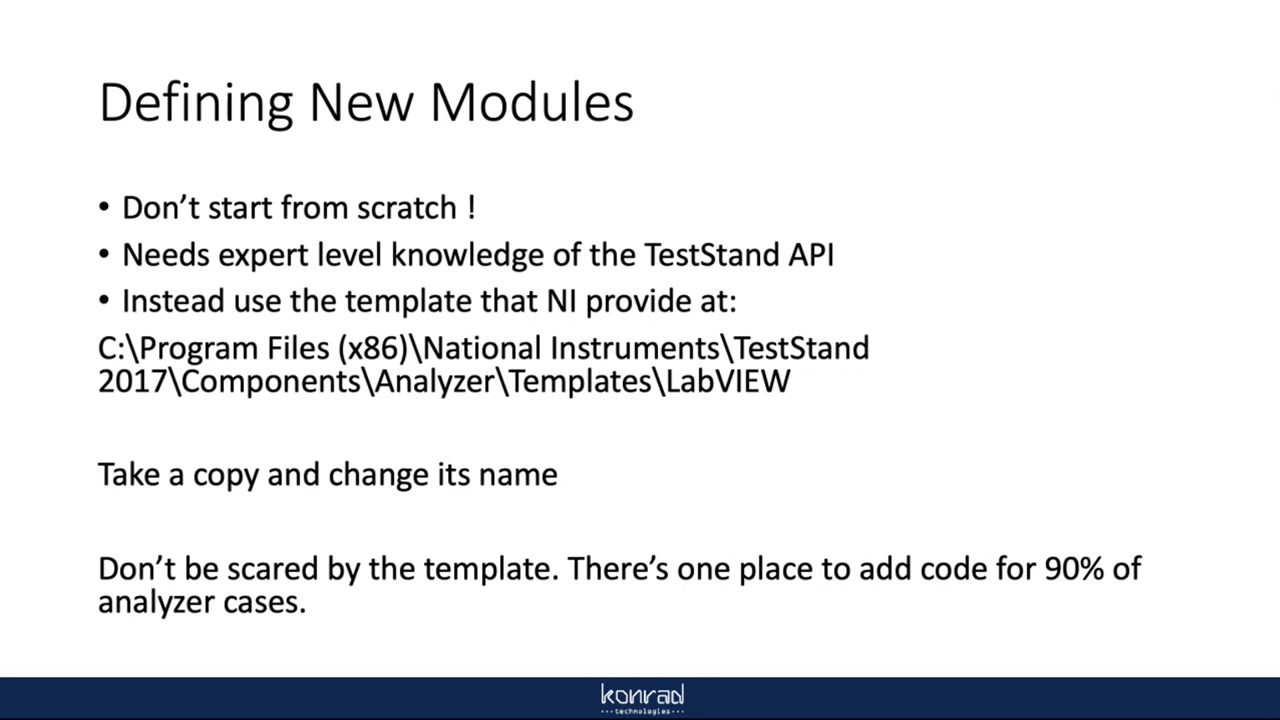 Defining New Modules
• Don’t start from scratch !
• Needs expert level knowledge of the TestStand API
• Instead use the template that NI provide at:
C:\Program Files (x86)\National Instruments\TestStand
2017\Components\Analyzer\Templates\LabVIEW
Take a copy and change its name
Don’t be scared by the template. There’s one place to add code for 90% of
analyzer cases.
konrad
technologies